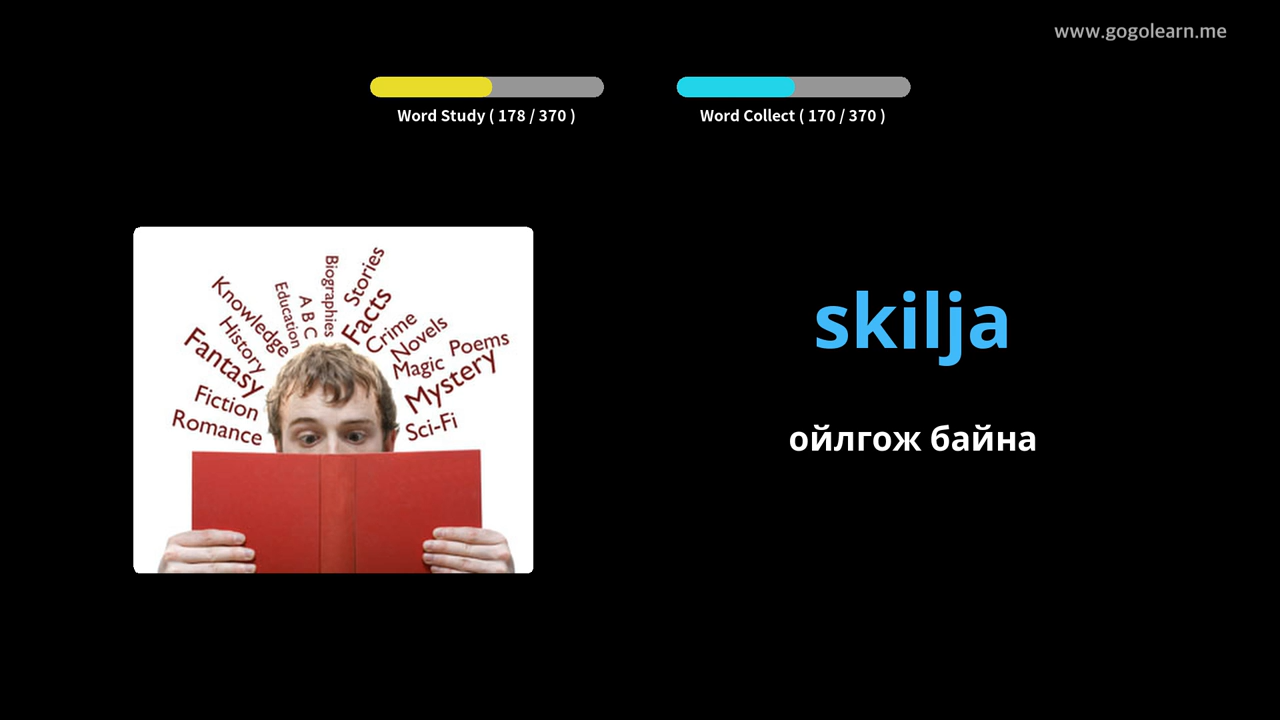 www.gogolearn.me
Word Study ( 178 / 370 )
Word Collect ( 170 / 370 )
Knowledge
History
Fantasy
Fiction
Romance
Education
A B C
Biographies
Stories
Facts
Crime
Novels
Magic
Poems
Mystery
Sci-Fi
skilja
ойлгож байна